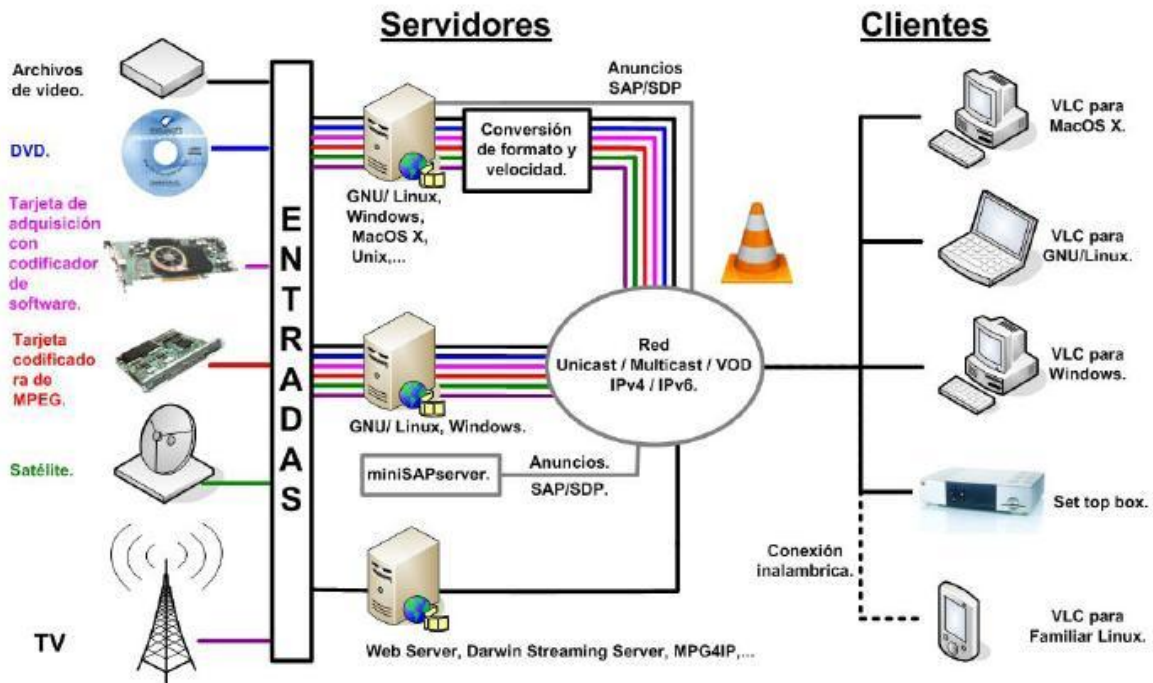 Servidores
Clientes
Archivos
de video.
DVD.
Tarjeta de
adquisición
con
codificador
de
software.
Tarjeta
codificado
ra de
MPEG.
Satélite.
TV
ENTRADAS
Anuncios
SAP/SDP
Conversión
de formato y
velocidad.
GNU/ Linux,
Windows,
MacOS X,
Unix,...
Red
Unicast / Multicast / VOD
IPv4 / IPv6.
GNU/ Linux, Windows.
miniSAPserver.
Anuncios.
SAP/SDP.
Web Server, Darwin Streaming Server, MPG4IP,...
VLC para
MacOS X.
VLC para
GNU/Linux.
VLC para
Windows.
Set top box.
Conexión
inalambrica.
VLC para
Familiar Linux.